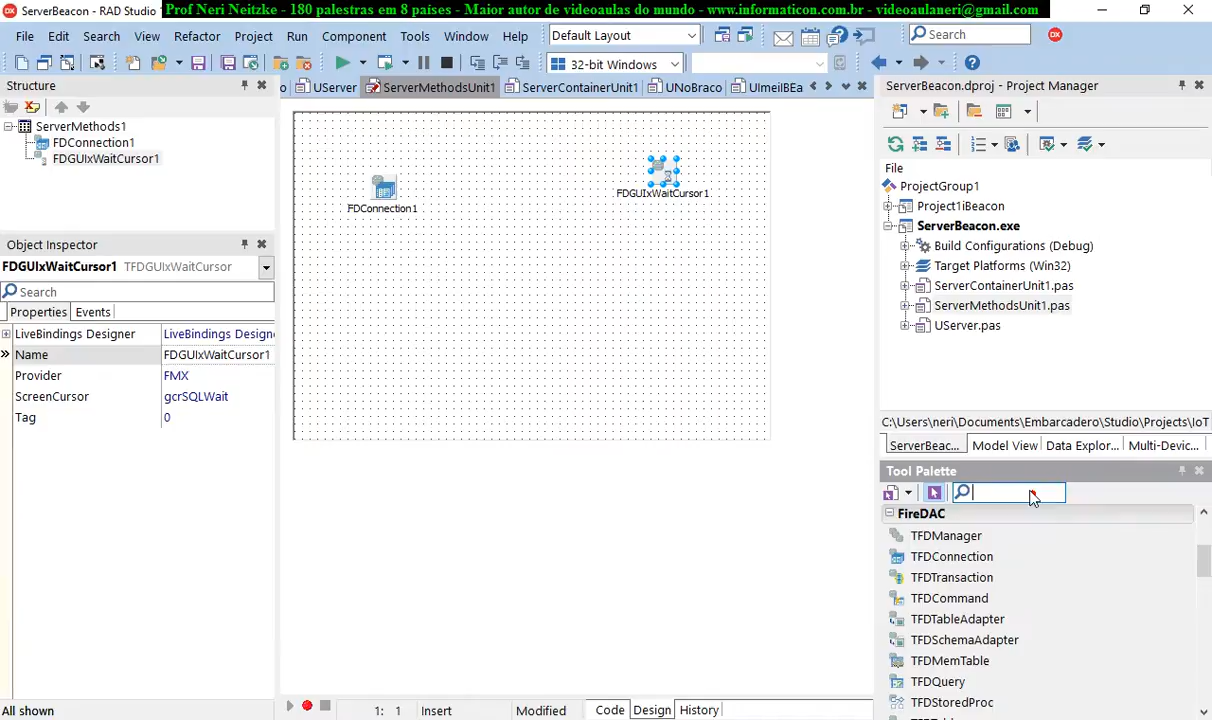 Prof Neri Neitzke - 180 palestras em 8 países - Maior autor de videoaulas do mundo - www.informaticon.com.br - videoaulaneri@gmail.com
ServerBeacon - RAD Studio 1
File Edit Search View Refactor Project Run Component Tools Window Help
Default Layout
Search
32-bit Windows
Structure
UServer
ServerMethodsUnit1
ServerContainerUnit1
UNoBraco
UImeilBEa
ServerBeacon.dproj - Project Manager
ServerMethods1
FDConnection1
FDGUIxWaitCursor1
FDConnection1
FDGUIxWaitCursor1
File
ProjectGroup1
Project1iBeacon
ServerBeacon.exe
Build Configurations (Debug)
Target Platforms (Win32)
ServerContainerUnit1.pas
ServerMethodsUnit1.pas
UServer.pas
Object Inspector
FDGUIxWaitCursor1 TFDGUIxWaitCursor
Search
Properties Events
LiveBindings Designer LiveBindings Design
Name FDGUIxWaitCursor1
Provider FMX
ScreenCursor gcrSQLWait
Tag 0
C:\Users\neri\Documents\Embarcadero\Studio\Projects\IoT
ServerBeac... Model View Data Explor... Multi-Devic...
Tool Palette
FireDAC
TFDManager
TFDConnection
TFDTransaction
TFDCommand
TFDTableAdapter
TFDSchemaAdapter
TFDMemTable
TFDQuery
TFDStoredProc
All shown
1: 1 Insert Modified Code Design History